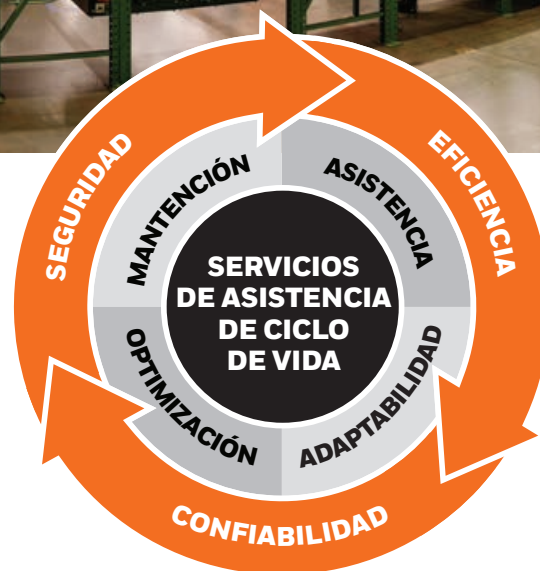 SEGURIDAD
EFICIENCIA
CONFIABILIDAD
MANTENCIÓN
ASISTENCIA
ADAPTABILIDAD
OPTIMIZACIÓN
SERVICIOS
DE ASISTENCIA
DE CICLO
DE VIDA